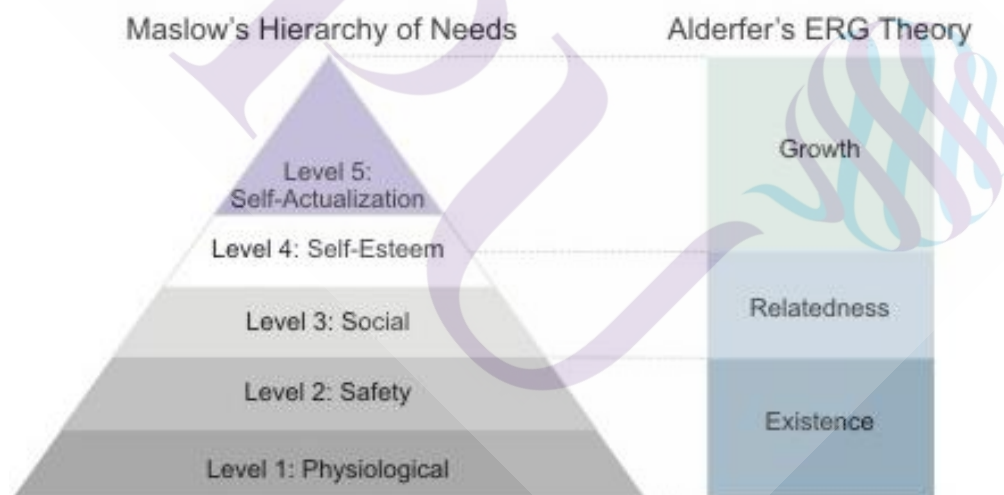 Maslow's Hierarchy of Needs
Alderfer's ERG Theory
Level 5:
Self-Actualization
Level 4: Self-Esteem
Level 3: Social
Level 2: Safety
Level 1: Physiological
Growth
Relatedness
Existence